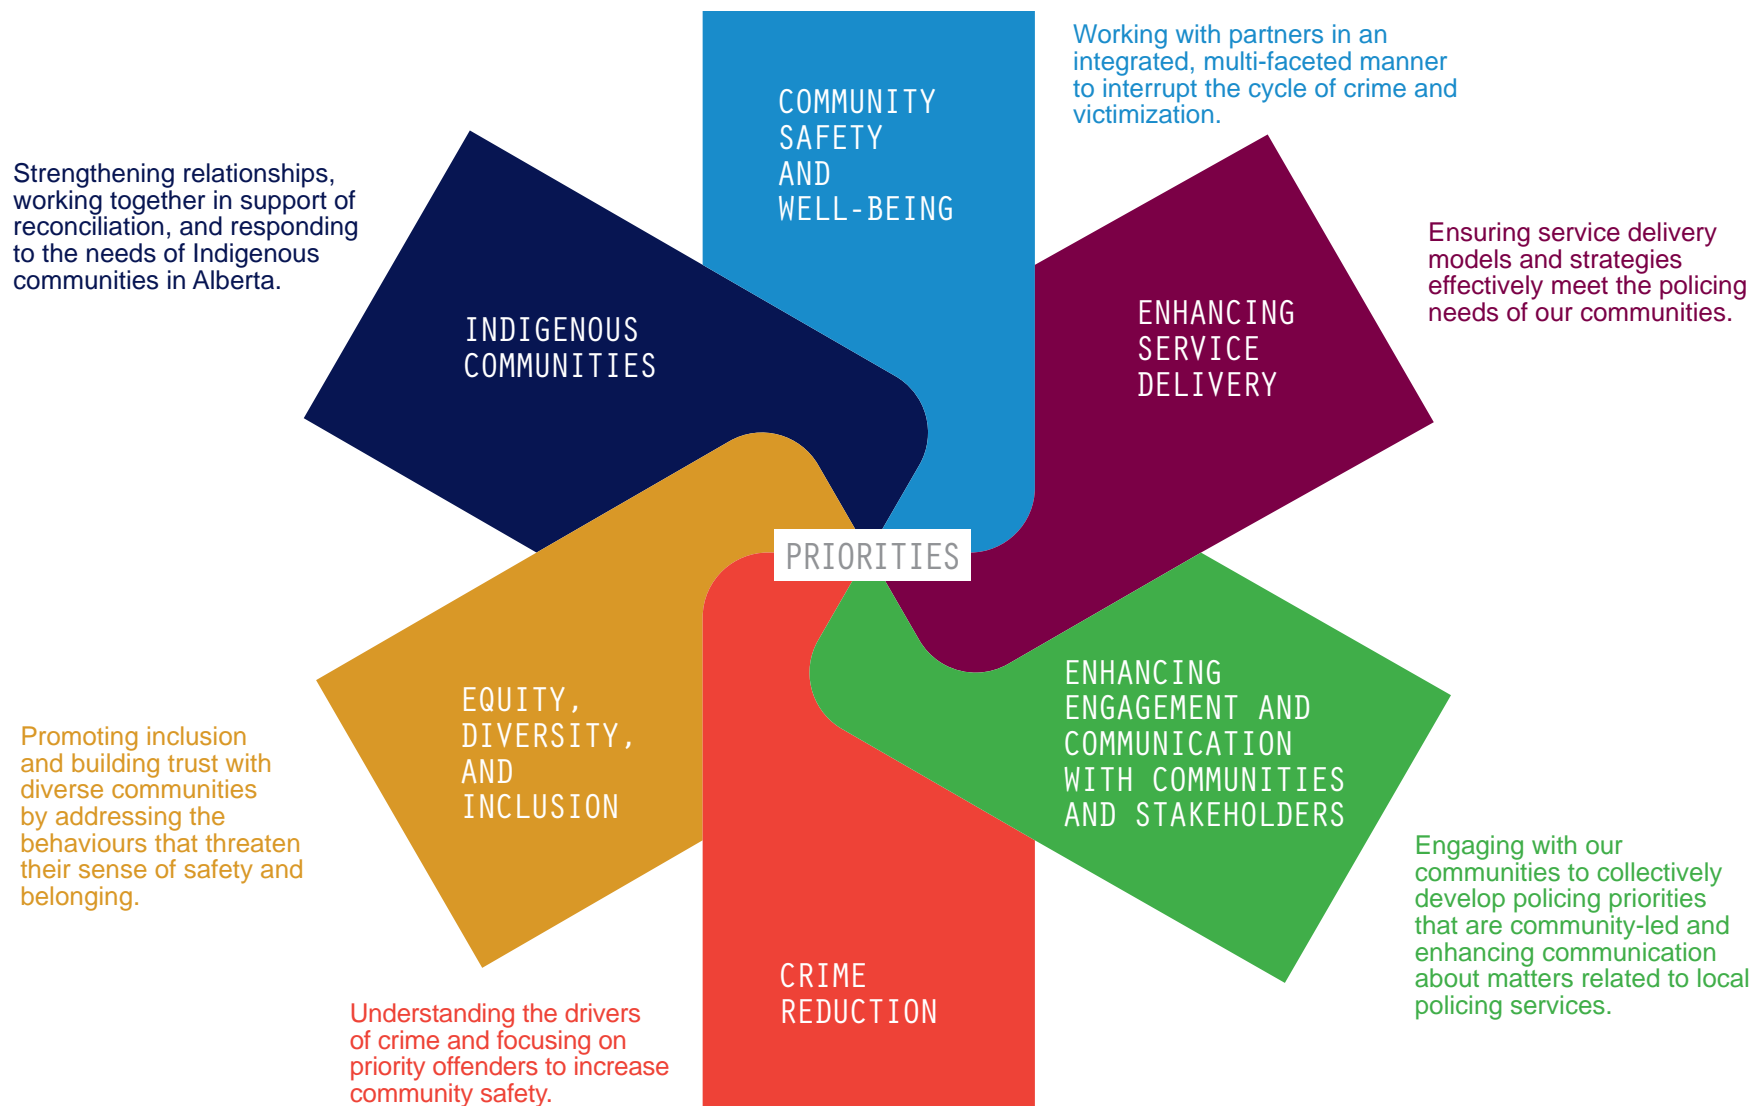 COMMUNITY
SAFETY
AND
WELL-BEING
Working with partners in an
integrated, multi-faceted manner
to interrupt the cycle of crime and
victimization.
ENHANCING
SERVICE
DELIVERY
Ensuring service delivery
models and strategies
effectively meet the policing
needs of our communities.
ENHANCING
ENGAGEMENT AND
COMMUNICATION
WITH COMMUNITIES
AND STAKEHOLDERS
Engaging with our
communities to collectively
develop policing priorities
that are community-led and
enhancing communication
about matters related to local
policing services.
CRIME
REDUCTION
Understanding the drivers
of crime and focusing on
priority offenders to increase
community safety.
EQUITY,
DIVERSITY,
AND
INCLUSION
Promoting inclusion
and building trust with
diverse communities
by addressing the
behaviours that threaten
their sense of safety and
belonging.
INDIGENOUS
COMMUNITIES
Strengthening relationships,
working together in support of
reconciliation, and responding
to the needs of Indigenous
communities in Alberta.
PRIORITIES